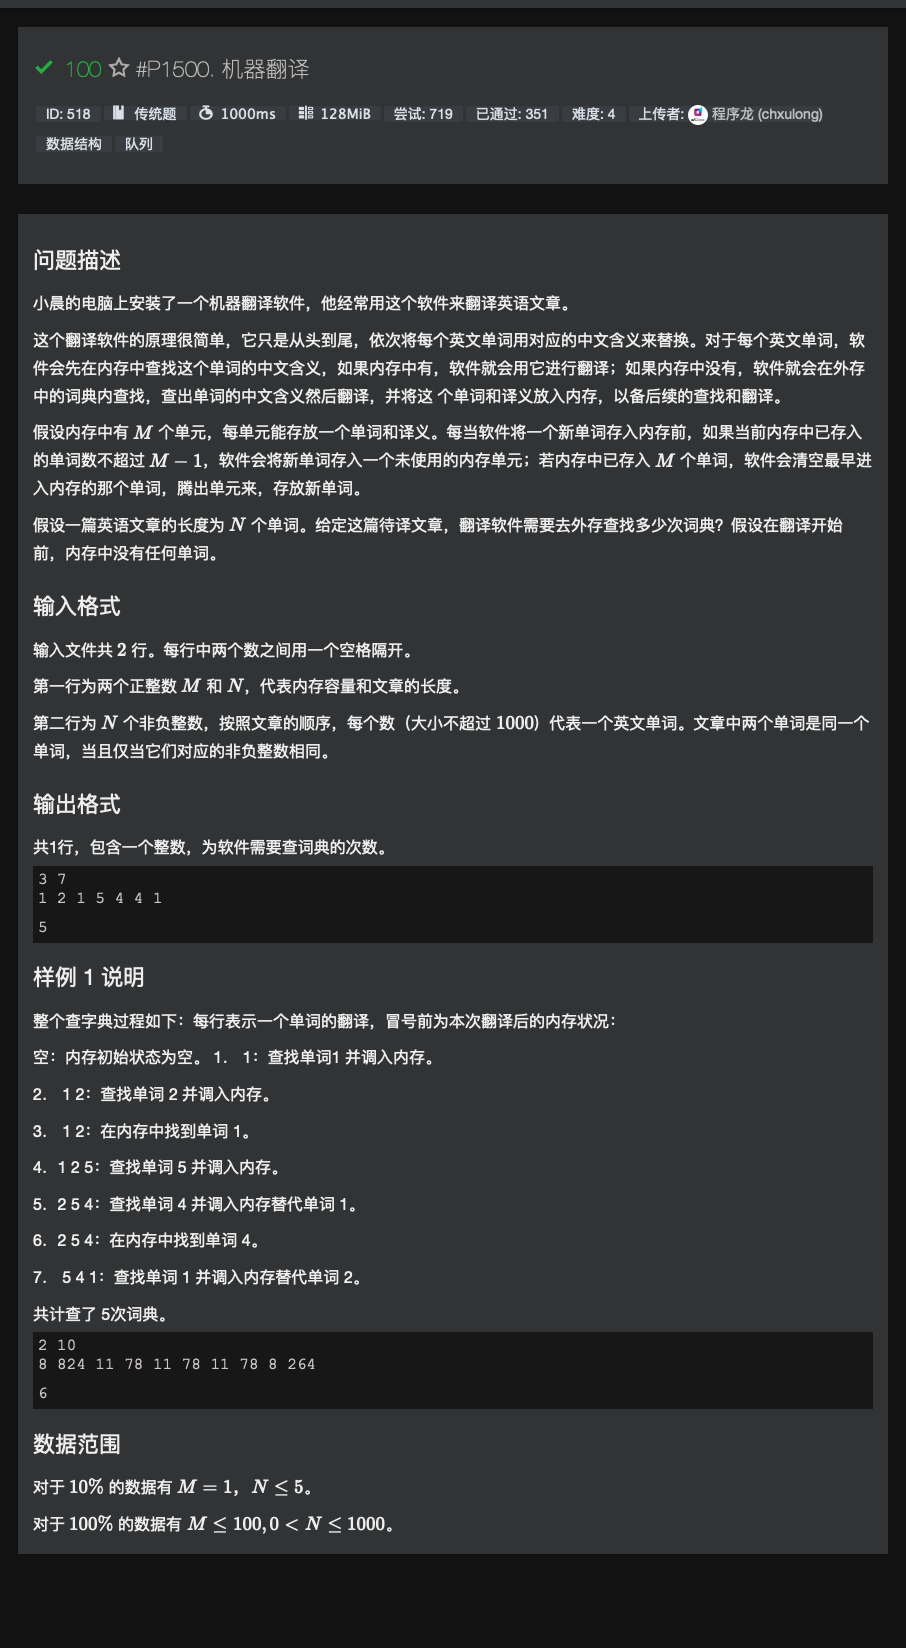 100 #P1500. 机器翻译
ID: 518 传统题 1000ms 128MiB 尝试: 719 已通过: 351 难度: 4 上传者: 程序龙 (chxulong)
数据结构 队列
问题描述
小晨的电脑上安装了一个机器翻译软件，他经常用这个软件来翻译英语文章。
这个翻译软件的原理很简单，它只是从头到尾，依次将每个英文单词用对应的中文含义来替换。对于每个英文单词，软
件会先在内存中查找这个单词的中文含义，如果内存中有，软件就会用它进行翻译；如果内存中没有，软件就会在外存
中的词典内查找，查出单词的中文含义然后翻译，并将这 个单词和译义放入内存，以备后续的查找和翻译。
假设内存中有 M 个单元，每单元能存放一个单词和译义。每当软件将一个新单词存入内存前，如果当前内存中已存入
的单词数不超过 M − 1，软件会将新单词存入一个未使用的内存单元；若内存中已存入 M 个单词，软件会清空最早进
入内存的那个单词，腾出单元来，存放新单词。
假设一篇英语文章的长度为 N 个单词。给定这篇待译文章，翻译软件需要去外存查找多少次词典？假设在翻译开始
前，内存中没有任何单词。
输入格式
输入文件共 2 行。每行中两个数之间用一个空格隔开。
第一行为两个正整数 M 和 N，代表内存容量和文章的长度。
第二行为 N 个非负整数，按照文章的顺序，每个数（大小不超过 1000）代表一个英文单词。文章中两个单词是同一个
单词，当且仅当它们对应的非负整数相同。
输出格式
共1行，包含一个整数，为软件需要查词典的次数。
3 7
1 2 1 5 4 4 1
5
样例 1 说明
整个查字典过程如下：每行表示一个单词的翻译，冒号前为本次翻译后的内存状况：
空：内存初始状态为空。 1. 1：查找单词1 并调入内存。
2. 1 2：查找单词 2 并调入内存。
3. 1 2：在内存中找到单词 1。
4. 1 2 5：查找单词 5 并调入内存。
5. 2 5 4：查找单词 4 并调入内存替代单词 1。
6. 2 5 4：在内存中找到单词 4。
7. 5 4 1：查找单词 1 并调入内存替代单词 2。
共计查了 5次词典。
2 10
8 824 11 78 11 78 11 78 8 264
6
数据范围
对于 10% 的数据有 M = 1，N ≤ 5。
对于 100% 的数据有 M ≤ 100, 0 < N ≤ 1000。